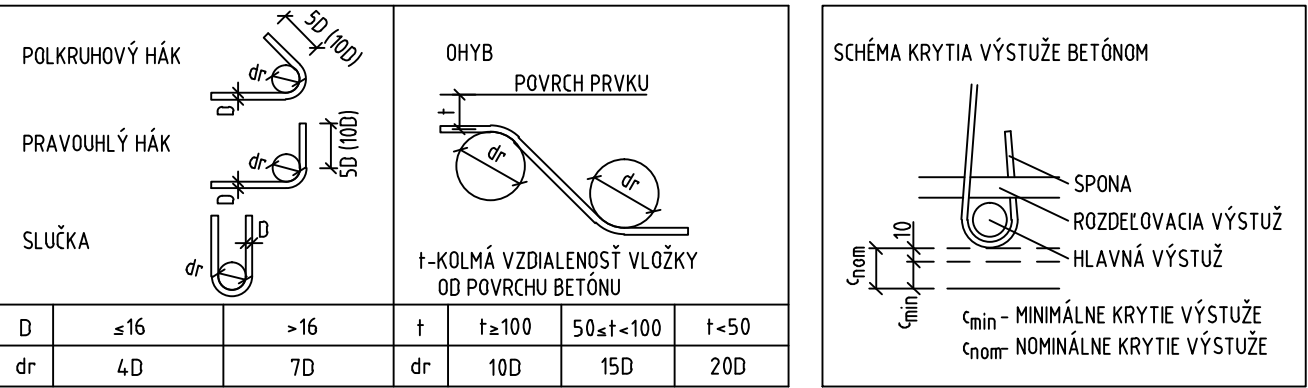 POLKRUHOVÝ HÁK
5D (10D)
dr
D
PRAVOUHLÝ HÁK
5D (10D)
dr
D
SLUČKA
D
dr
OHYB
POVRCH PRVKU
t
dr
dr
t-KOLMÁ VZDIALENOSŤ VLOŽKY
OD POVRCHU BETÓNU
D ≤16 >16 t t≥100 50≤t<100 t<50
dr 4D 7D dr 10D 15D 20D
SCHÉMA KRYTIA VÝSTUŽE BETÓNOM
SPONA
ROZDEĽOVACIA VÝSTUŽ
HLAVNÁ VÝSTUŽ
10
cnom
cmin
cmin - MINIMÁLNE KRYTIE VÝSTUŽE
cnom- NOMINÁLNE KRYTIE VÝSTUŽE